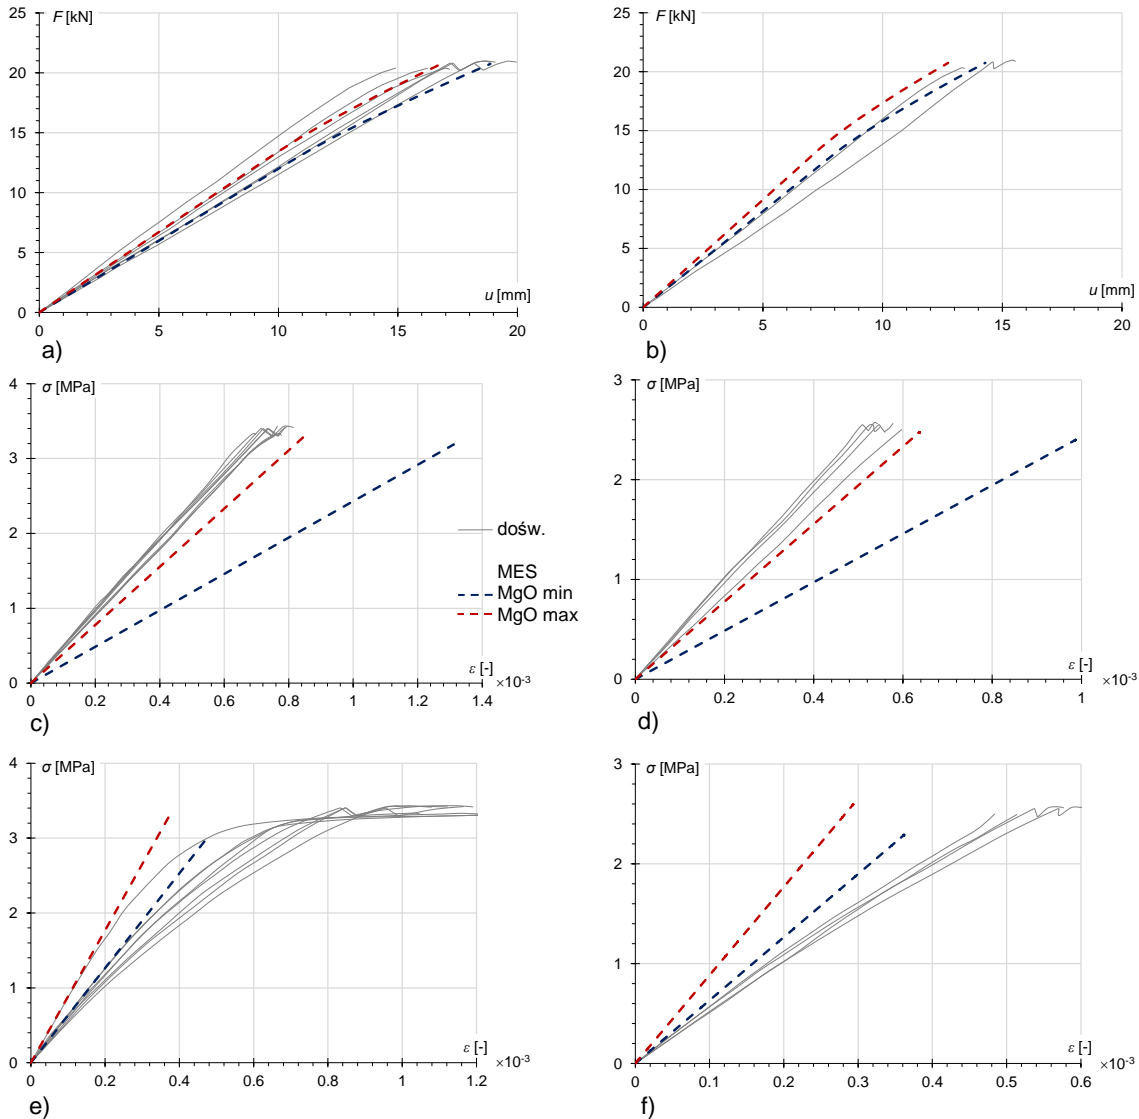 F [kN]
25
20
15
10
5
0
0 5 10 15 20
u [mm]
a)
F [kN]
25
20
15
10
5
0
0 5 10 15 20
u [mm]
b)
σ [MPa]
4
3
2
1
0
0 0.2 0.4 0.6 0.8 1 1.2 1.4
ε [-]
×10⁻³
c)
dośw.
MES
MgO min
MgO max
σ [MPa]
3
2
1
0
0 0.2 0.4 0.6 0.8 1
ε [-]
×10⁻³
d)
σ [MPa]
4
3
2
1
0
0 0.2 0.4 0.6 0.8 1 1.2
ε [-]
×10⁻³
e)
σ [MPa]
3
2
1
0
0 0.1 0.2 0.3 0.4 0.5 0.6
ε [-]
×10⁻³
f)